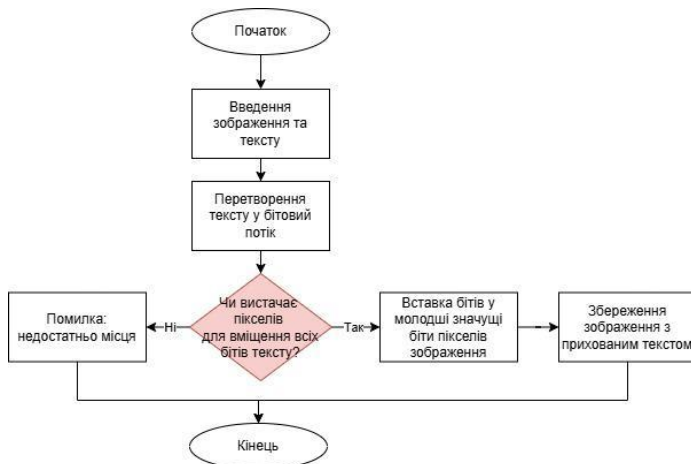 Початок
Введення
зображення та
тексту
Перетворення
тексту у бітовий
потік
Чи вистачає
пікселів
для вміщення всіх
бітів тексту?
Ні
Так
Помилка:
недостатньо місця
Вставка бітів у
молодші значущі
біти пікселів
зображення
Збереження
зображення з
прихованим текстом
Кінець